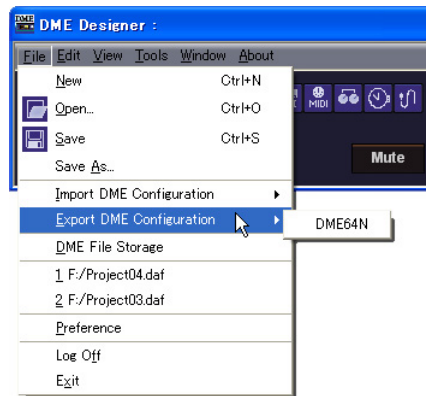 DME DME Designer :
File Edit View Tools Window About
New Ctrl+N
Open... Ctrl+O
MIDI
Save Ctrl+S
Save As...
Mute
Import DME Configuration
Export DME Configuration
DME64N
DME File Storage
1 F:/Project04.daf
2 F:/Project03.daf
Preference
Log Off
Exit